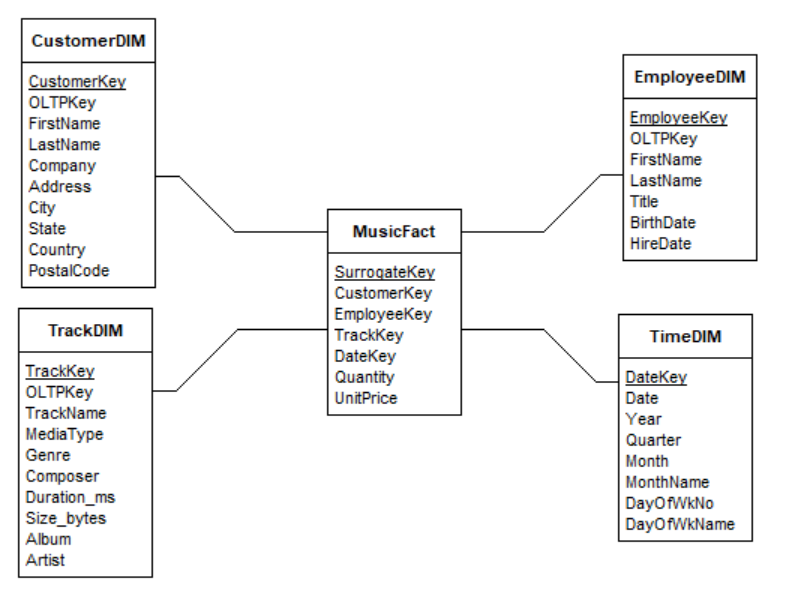 CustomerDIM
CustomerKey
OLTPKey
FirstName
LastName
Company
Address
City
State
Country
PostalCode
EmployeeDIM
EmployeeKey
OLTPKey
FirstName
LastName
Title
BirthDate
HireDate
MusicFact
SurrogateKey
CustomerKey
EmployeeKey
TrackKey
DateKey
Quantity
UnitPrice
TrackDIM
TrackKey
OLTPKey
TrackName
MediaType
Genre
Composer
Duration_ms
Size_bytes
Album
Artist
TimeDIM
DateKey
Date
Year
Quarter
Month
MonthName
DayOfWkNo
DayOfWkName